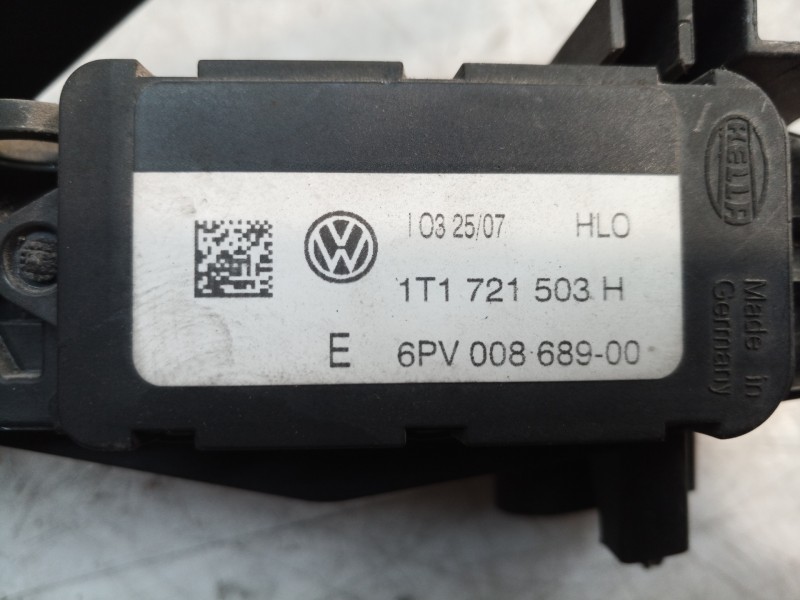 I 03 25/07 HLO
1T1 721 503 H
E 6PV 008 689-00
HELLA
Made in
Germany